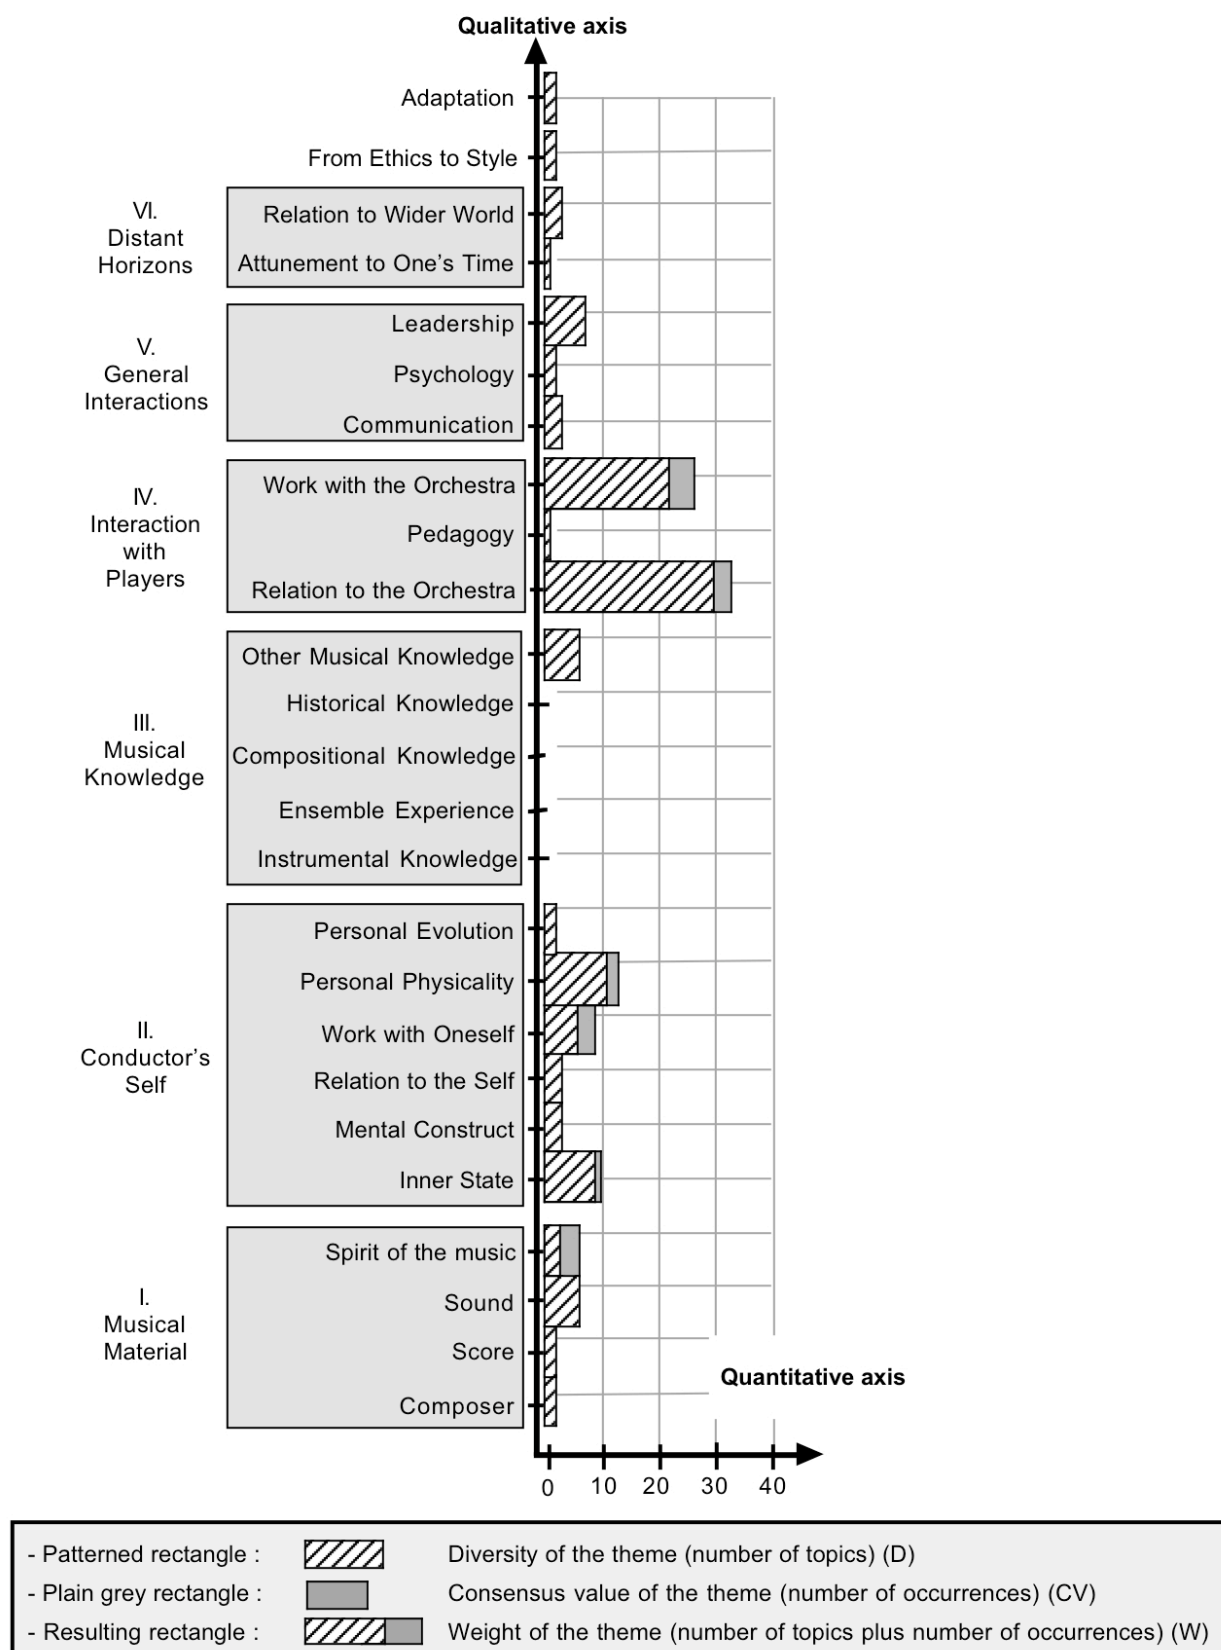 Qualitative axis
Adaptation
From Ethics to Style
VI.
Distant
Horizons
Relation to Wider World
Attunement to One's Time
V.
General
Interactions
Leadership
Psychology
Communication
IV.
Interaction
with
Players
Work with the Orchestra
Pedagogy
Relation to the Orchestra
III.
Musical
Knowledge
Other Musical Knowledge
Historical Knowledge
Compositional Knowledge
Ensemble Experience
Instrumental Knowledge
II.
Conductor's
Self
Personal Evolution
Personal Physicality
Work with Oneself
Relation to the Self
Mental Construct
Inner State
I.
Musical
Material
Spirit of the music
Sound
Score
Composer
Quantitative axis
0 10 20 30 40
- Patterned rectangle : Diversity of the theme (number of topics) (D)
- Plain grey rectangle : Consensus value of the theme (number of occurrences) (CV)
- Resulting rectangle : Weight of the theme (number of topics plus number of occurrences) (W)